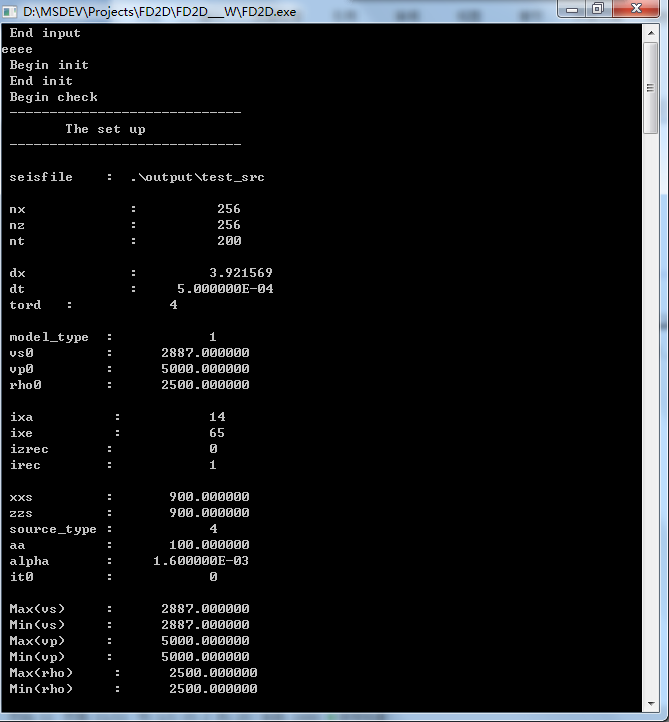 D:\MSDEV\Projects\FD2D\FD2D___W\FD2D.exe
End input
eeee
Begin init
End init
Begin check
-----------------------------
The set up
-----------------------------
seisfile : .\output\test_src
nx : 256
nz : 256
nt : 200
dx : 3.921569
dt : 5.000000E-04
tord : 4
model_type : 1
vs0 : 2887.000000
vp0 : 5000.000000
rho0 : 2500.000000
ixa : 14
ixe : 65
izrec : 0
irec : 1
xxs : 900.000000
zzs : 900.000000
source_type : 4
aa : 100.000000
alpha : 1.600000E-03
it0 : 0
Max(vs) : 2887.000000
Min(vs) : 2887.000000
Max(vp) : 5000.000000
Min(vp) : 5000.000000
Max(rho) : 2500.000000
Min(rho) : 2500.000000